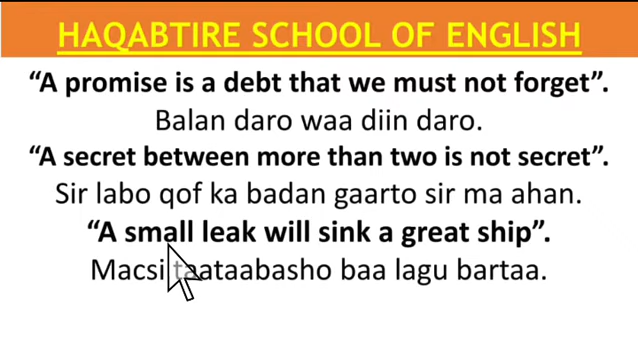 HAQABTIRE SCHOOL OF ENGLISH
“A promise is a debt that we must not forget”.
Balan daro waa diin daro.
“A secret between more than two is not secret”.
Sir labo qof ka badan gaarto sir ma ahan.
“A small leak will sink a great ship”.
Macsi taataabasho baa lagu bartaa.